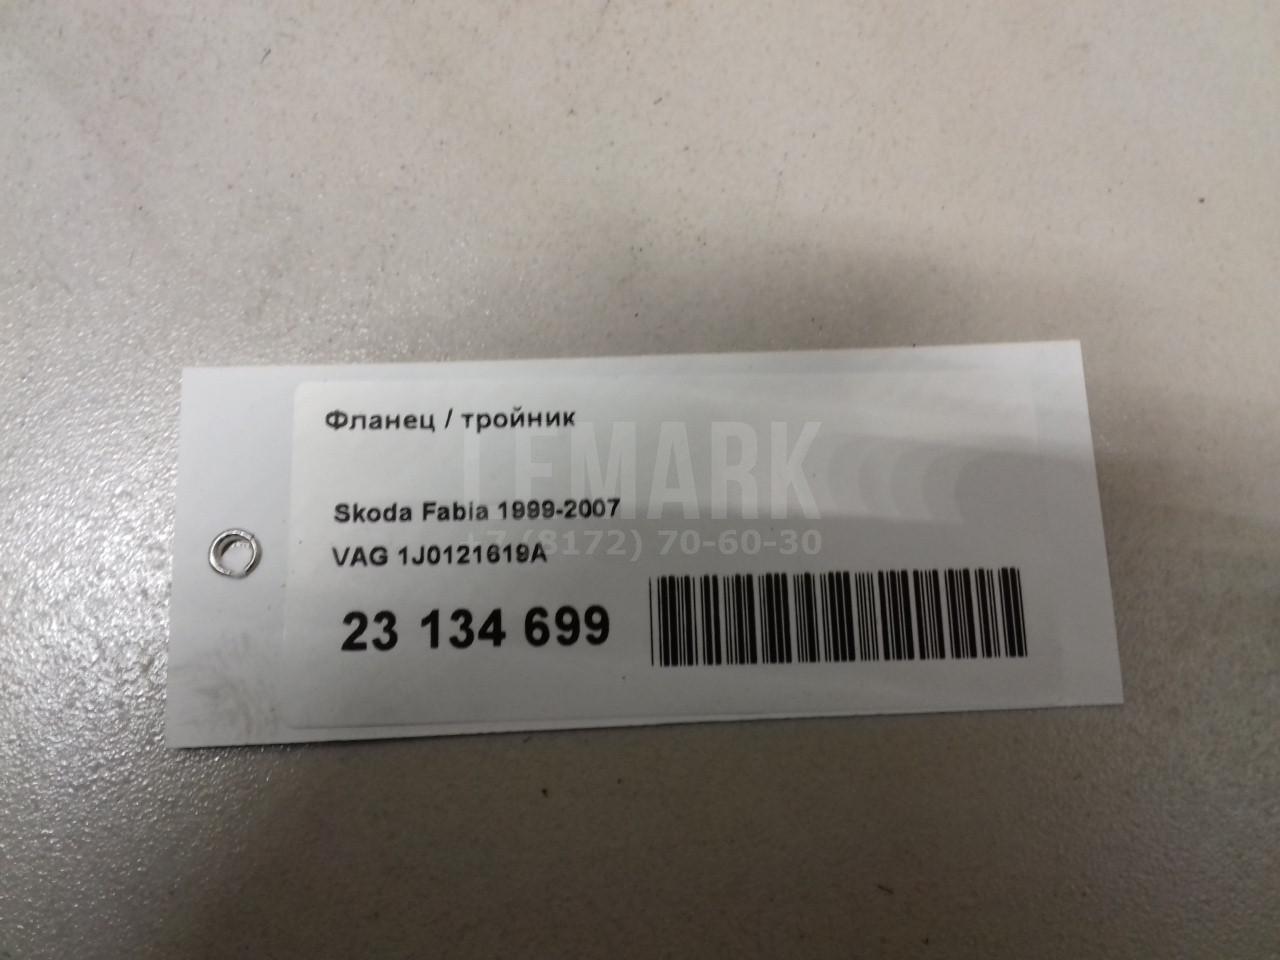 Фланец / тройник
LEMARK
Skoda Fabia 1999-2007
+7 (8172) 70-60-30
VAG 1J0121619A
23 134 699